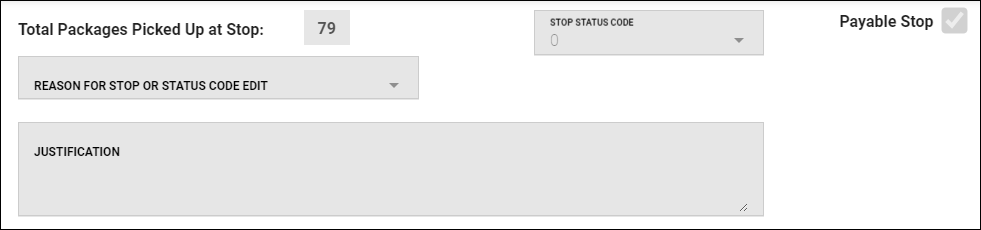 Total Packages Picked Up at Stop: 79
STOP STATUS CODE
0
Payable Stop
REASON FOR STOP OR STATUS CODE EDIT
JUSTIFICATION